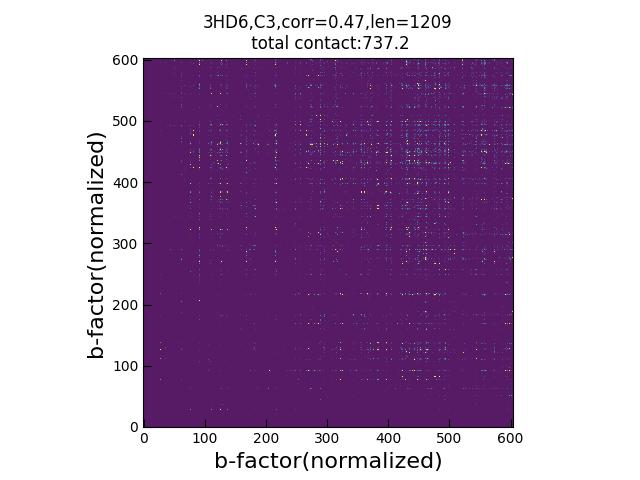 3HD6,C3,corr=0.47,len=1209
total contact:737.2
600
500
400
300
200
100
0
b-factor(normalized)
0 100 200 300 400 500 600
b-factor(normalized)